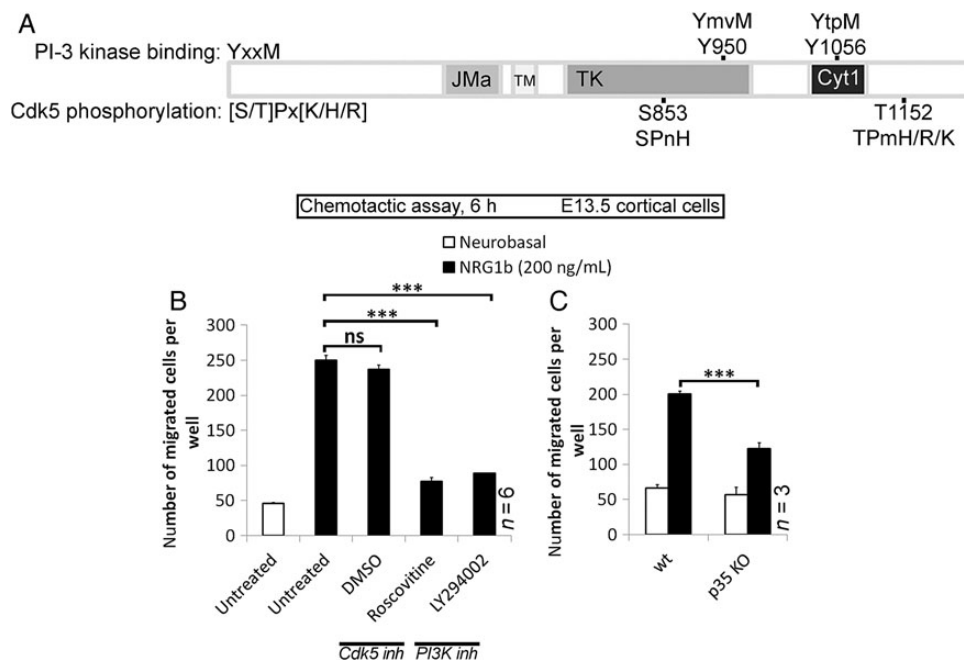 A
YmvM YtpM
PI-3 kinase binding: YxxM Y950 Y1056
JMa TM TK Cyt1
Cdk5 phosphorylation: [S/T]Px[K/H/R] S853 T1152
SPnH TPmH/R/K
Chemotactic assay, 6 h E13.5 cortical cells
Neurobasal
NRG1b (200 ng/mL)
B
Number of migrated cells per
well
300
250
200
150
100
50
0
***
***
ns
n = 6
Untreated
Untreated
DMSO
Roscovitine
LY294002
Cdk5 inh PI3K inh
C
Number of migrated cells per
well
300
250
200
150
100
50
0
***
n = 3
wt
p35 KO